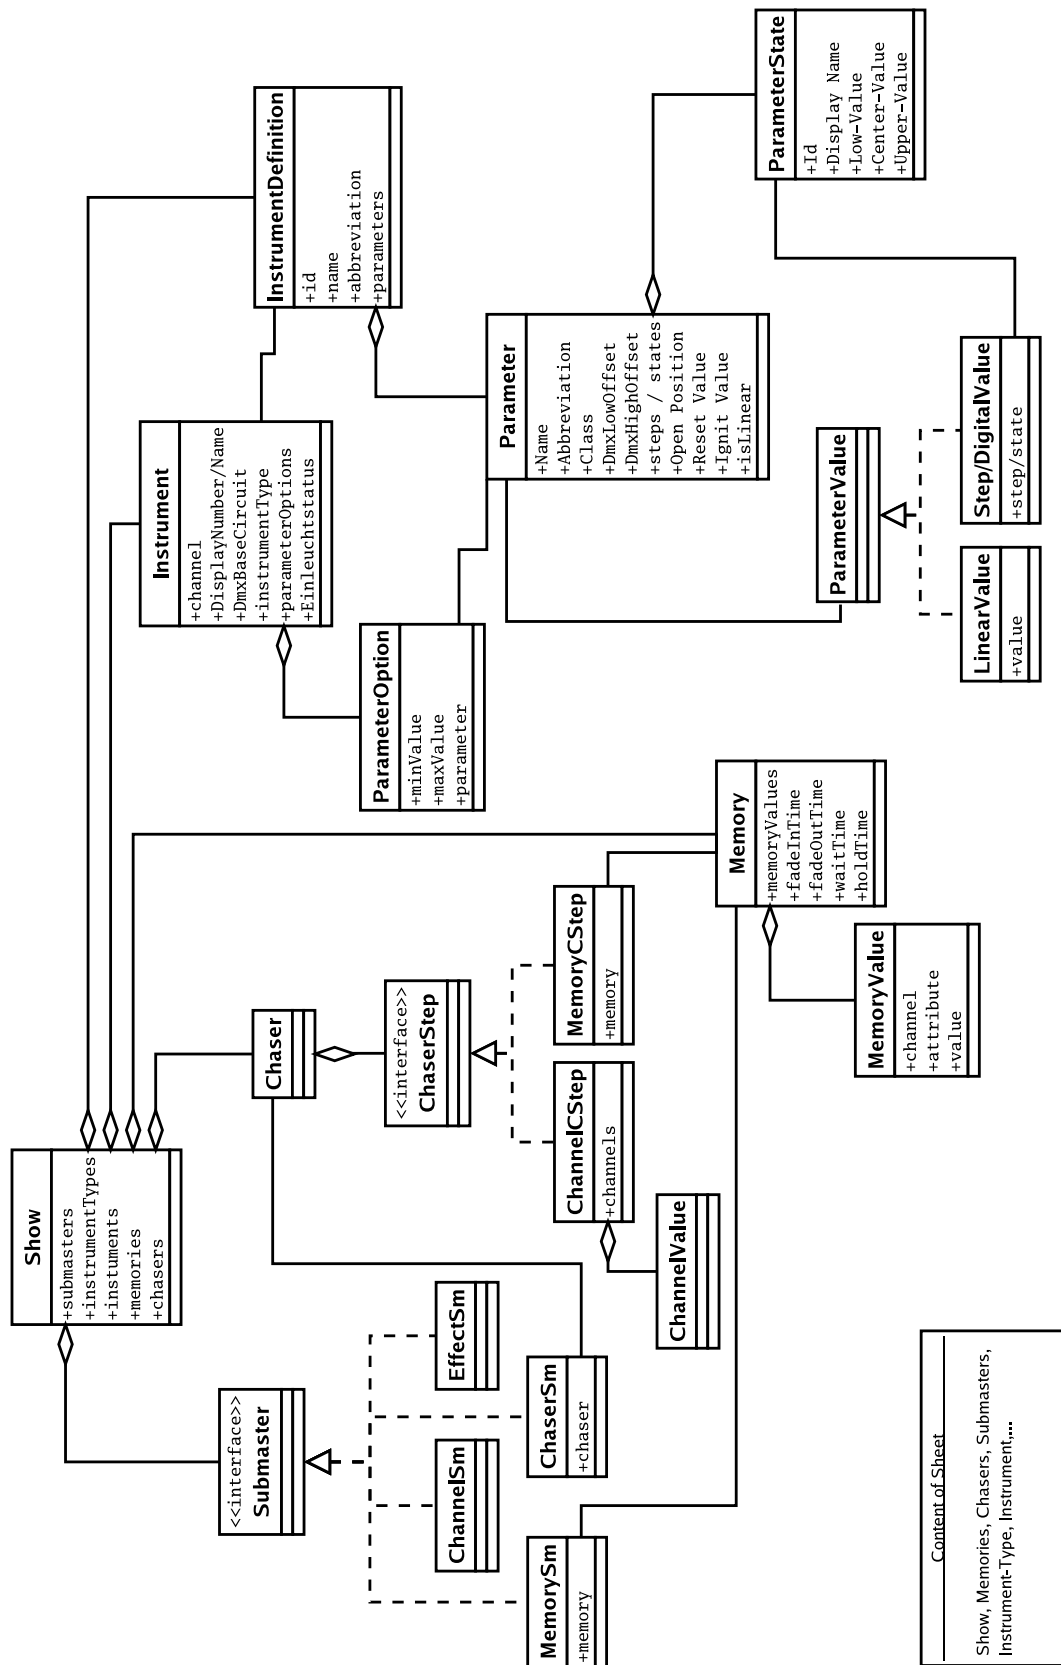 Show
+submasters
+instrumentTypes
+instuments
+memories
+chasers
<<interface>>
Submaster
MemorySm
+memory
ChannelSm
ChaserSm
+chaser
EffectSm
Chaser
<<interface>>
ChaserStep
ChannelCStep
+channels
MemoryCStep
+memory
ChannelValue
Memory
+memoryValues
+fadeInTime
+fadeOutTime
+waitTime
+holdTime
MemoryValue
+channel
+attribute
+value
Instrument
+channel
+DisplayNumber/Name
+DmxBaseCircuit
+instrumentType
+parameterOptions
+Einleuchtstatus
InstrumentDefinition
+id
+name
+abbreviation
+parameters
ParameterOption
+minValue
+maxValue
+parameter
Parameter
+Name
+Abbreviation
+Class
+DmxLowOffset
+DmxHighOffset
+steps / states
+Open Position
+Reset Value
+Ignit Value
+isLinear
ParameterState
+Id
+Display Name
+Low-Value
+Center-Value
+Upper-Value
ParameterValue
LinearValue
+value
Step/DigitalValue
+step/state
Content of Sheet
Show, Memories, Chasers, Submasters,
Instrument-Type, Instrument,...